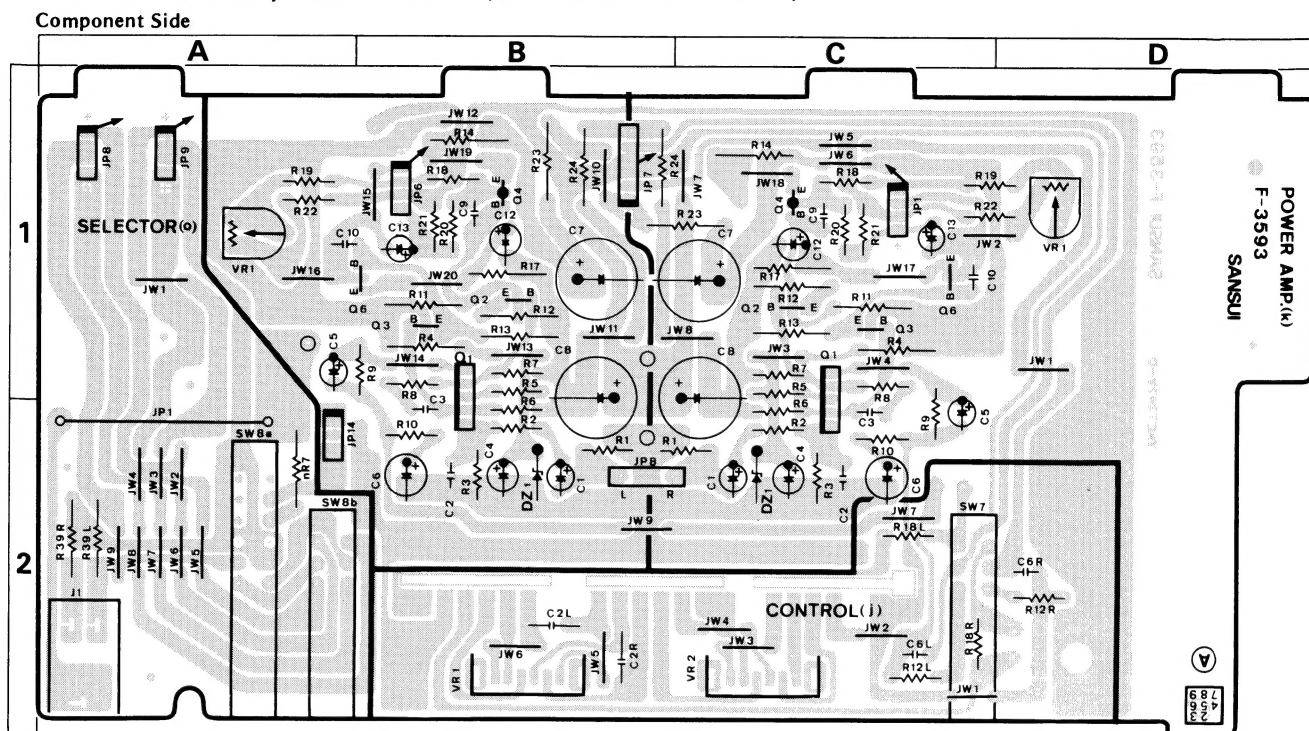 Component Side
A B C D
1
2
JP8
JP9
SELECTOR(o)
JW1
R19
R22
VR1
JW16
JW15
JP6
C10
B
E
Q6
C13
JW12
R14
JW19
R18
R21
R20
C9
E
B
Q4
C12
R17
JW20
R11
Q2
E B
R12
Q3
B E
R4
R13
JW14
JW13
Q1
C5
R9
R8
C3
R10
R7
R5
R6
R2
R23
R24
JW10
JP7
R24
JW7
C7
JW11
C8
R1
R14
JW18
R23
C7
JW8
C8
R1
JW5
JW6
R18
E
Q4
B
C9
R20
R21
JP1
C12
C13
R17
JW17
R12
B E
Q2
R13
R11
E B
Q3
R4
JW3
JW4
Q1
R7
R5
R6
R2
R8
C3
R9
C5
R10
R19
R22
JW2
B
E
Q6
C10
VR1
JW1
POWER AMP.(k)
F-3593
SANSUI
SANSUI F-3593
JP1
SW8a
JP14
R7
SW8b
JW4
JW3
JW2
R39R
R39L
JW9
JW8
JW7
JW6
JW5
J1
C6
C2
R3
C4
DZ1
C1
JP8
L R
JW9
C1
DZ1
C4
R3
C2
C6
JW7
R18L
SW7
C6R
R12R
CONTROL(j)
C2L
JW6
VR1
JW5
C2R
JW4
JW3
VR2
JW2
C6L
R12L
R18R
JW1
A
23
456
789